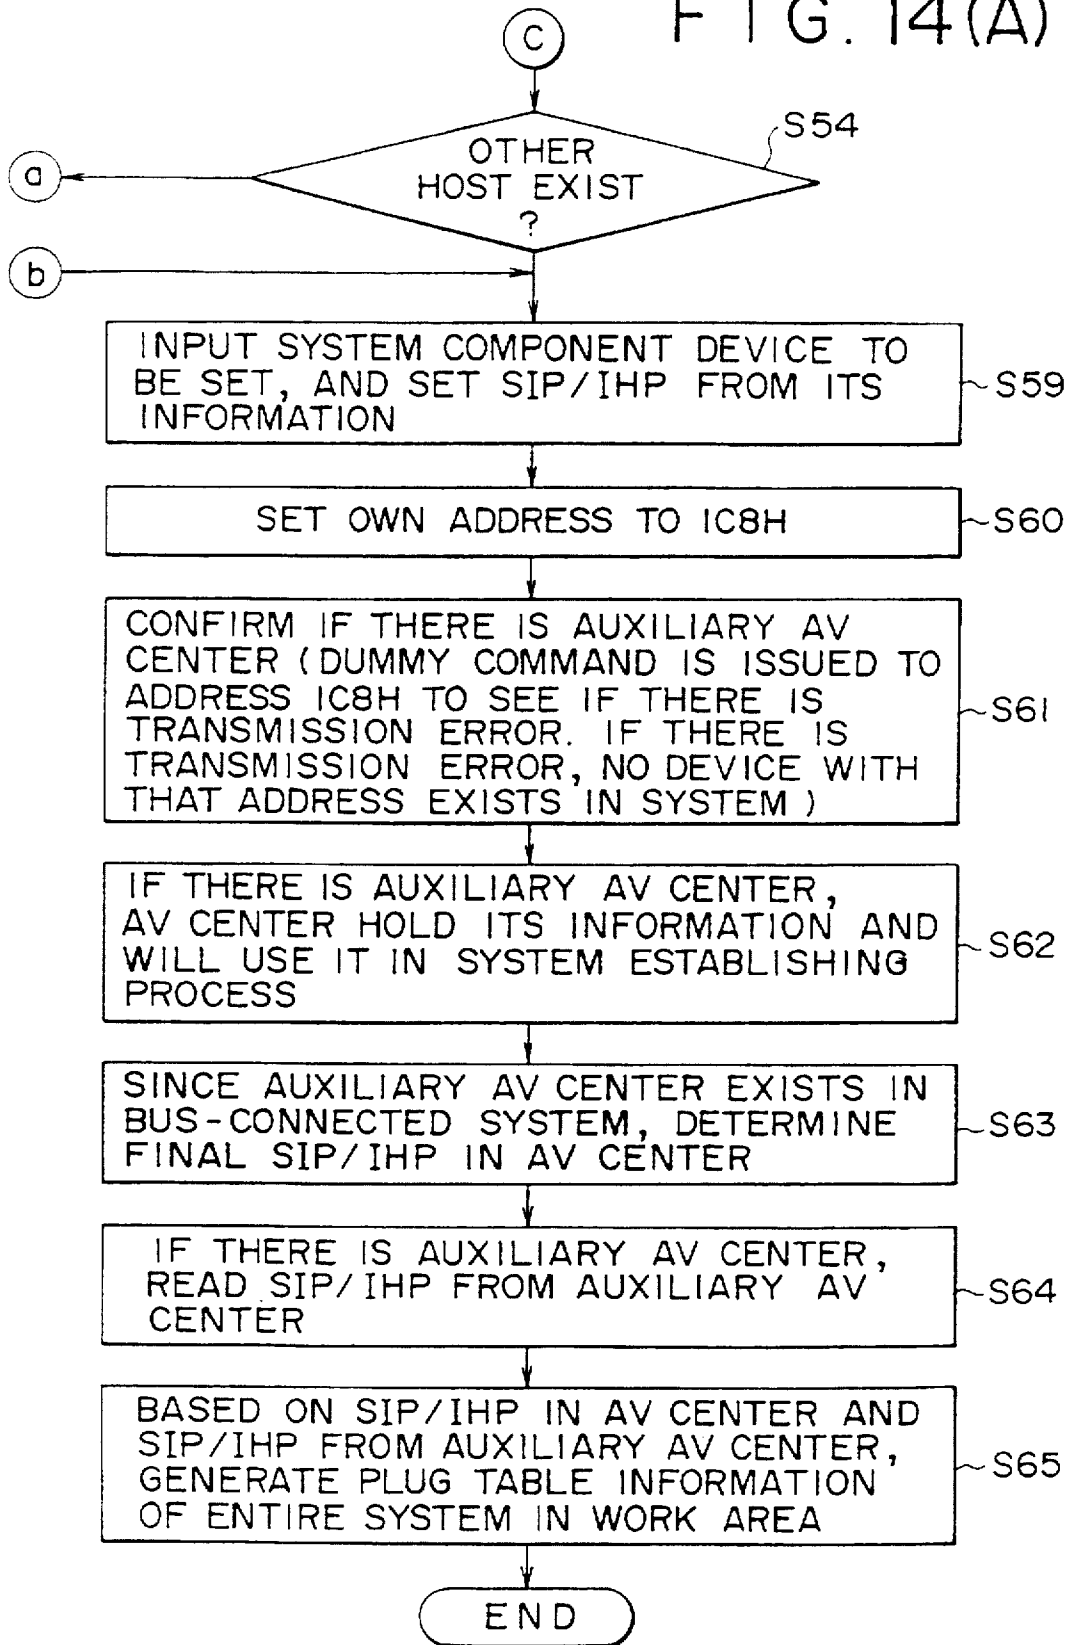 FIG. 14(A)
C
S54
OTHER
HOST EXIST
?
a
b
INPUT SYSTEM COMPONENT DEVICE TO
BE SET, AND SET SIP/IHP FROM ITS
INFORMATION
S59
SET OWN ADDRESS TO 1C8H
S60
CONFIRM IF THERE IS AUXILIARY AV
CENTER (DUMMY COMMAND IS ISSUED TO
ADDRESS 1C8H TO SEE IF THERE IS
TRANSMISSION ERROR. IF THERE IS
TRANSMISSION ERROR, NO DEVICE WITH
THAT ADDRESS EXISTS IN SYSTEM)
S61
IF THERE IS AUXILIARY AV CENTER,
AV CENTER HOLD ITS INFORMATION AND
WILL USE IT IN SYSTEM ESTABLISHING
PROCESS
S62
SINCE AUXILIARY AV CENTER EXISTS IN
BUS-CONNECTED SYSTEM, DETERMINE
FINAL SIP/IHP IN AV CENTER
S63
IF THERE IS AUXILIARY AV CENTER,
READ SIP/IHP FROM AUXILIARY AV
CENTER
S64
BASED ON SIP/IHP IN AV CENTER AND
SIP/IHP FROM AUXILIARY AV CENTER,
GENERATE PLUG TABLE INFORMATION
OF ENTIRE SYSTEM IN WORK AREA
S65
END